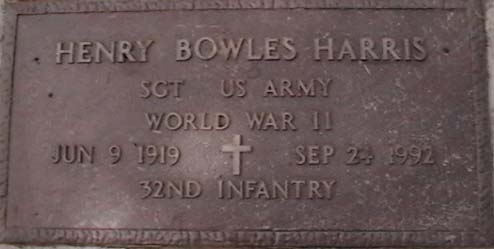 HENRY BOWLES HARRIS
SGT US ARMY
WORLD WAR II
JUN 9 1919 SEP 24 1992
32ND INFANTRY